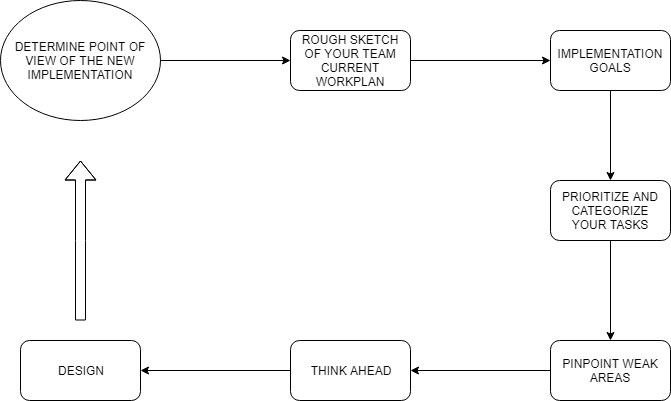 DETERMINE POINT OF
VIEW OF THE NEW
IMPLEMENTATION
ROUGH SKETCH
OF YOUR TEAM
CURRENT
WORKPLAN
IMPLEMENTATION
GOALS
PRIORITIZE AND
CATEGORIZE
YOUR TASKS
PINPOINT WEAK
AREAS
THINK AHEAD
DESIGN